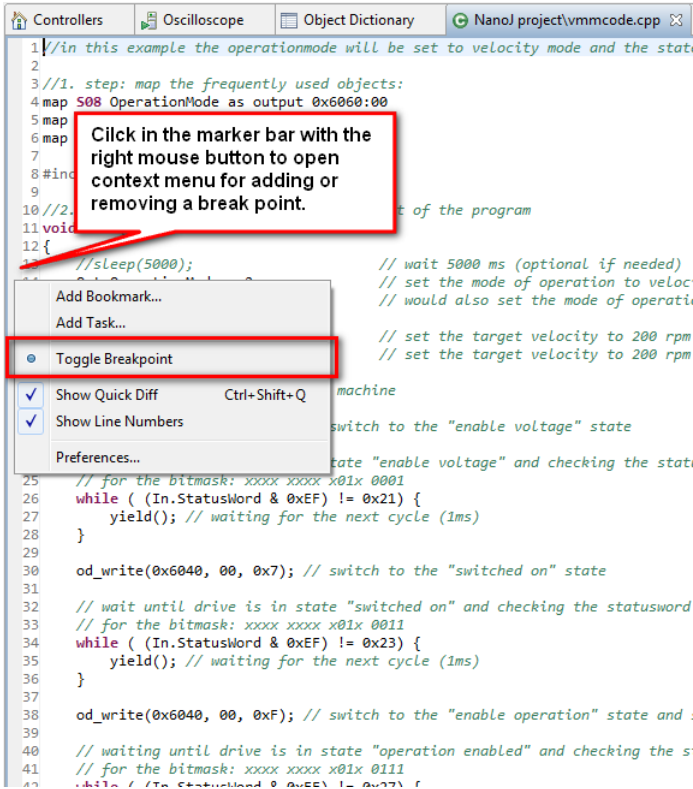 Controllers Oscilloscope Object Dictionary NanoJ project\vmmcode.cpp
1 //in this example the operationmode will be set to velocity mode and the
2
3 //1. step: map the frequently used objects:
4 map S08 OperationMode as output 0x6060:00
5 map
6 map
7
8
9
10 //2. of the program
11 void
12 {
Cilck in the marker bar with the
right mouse button to open
context menu for adding or
removing a break point.
13 //sleep(5000); // wait 5000 ms (optional if needed)
// set the mode of operation to
// would also set the mode of
// set the target velocity to 200 rpm
// set the target velocity to 200 rpm
machine
switch to the "enable voltage" state
"enable voltage" and checking the
Add Bookmark...
Add Task...
Toggle Breakpoint
Show Quick Diff Ctrl+Shift+Q
Show Line Numbers
Preferences...
25 // for the bitmask: xxxx xxxx x01x 0001
26 while ( (In.StatusWord & 0xEF) != 0x21) {
27 yield(); // waiting for the next cycle (1ms)
28 }
29
30 od_write(0x6040, 00, 0x7); // switch to the "switched on" state
31
32 // wait until drive is in state "switched on" and checking the statusword
33 // for the bitmask: xxxx xxxx x01x 0011
34 while ( (In.StatusWord & 0xEF) != 0x23) {
35 yield(); // waiting for the next cycle (1ms)
36 }
37
38 od_write(0x6040, 00, 0xF); // switch to the "enable operation" state and
39
40 // waiting until drive is in state "operation enabled" and checking the
41 // for the bitmask: xxxx xxxx x01x 0111
42 while ( (In.StatusWord & 0xEF) != 0x27) {